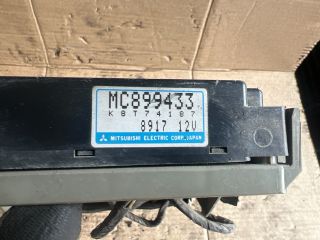 MC899433
K8T74187
8917 12V
MITSUBISHI ELECTRIC CORP. JAPAN